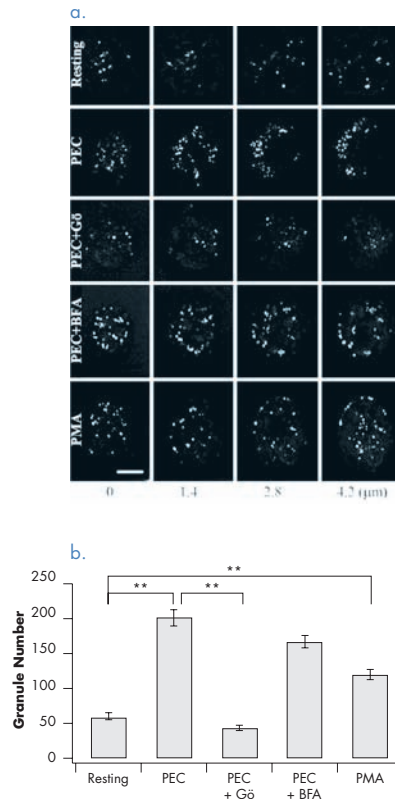 a.
Resting
PEC
PEC+Gö
PEC+BFA
PMA
0 1.4 2.8 4.2 (µm)
b.
Granule Number
250
200
150
100
50
0
**
** **
Resting PEC PEC PEC PMA
+ Gö + BFA